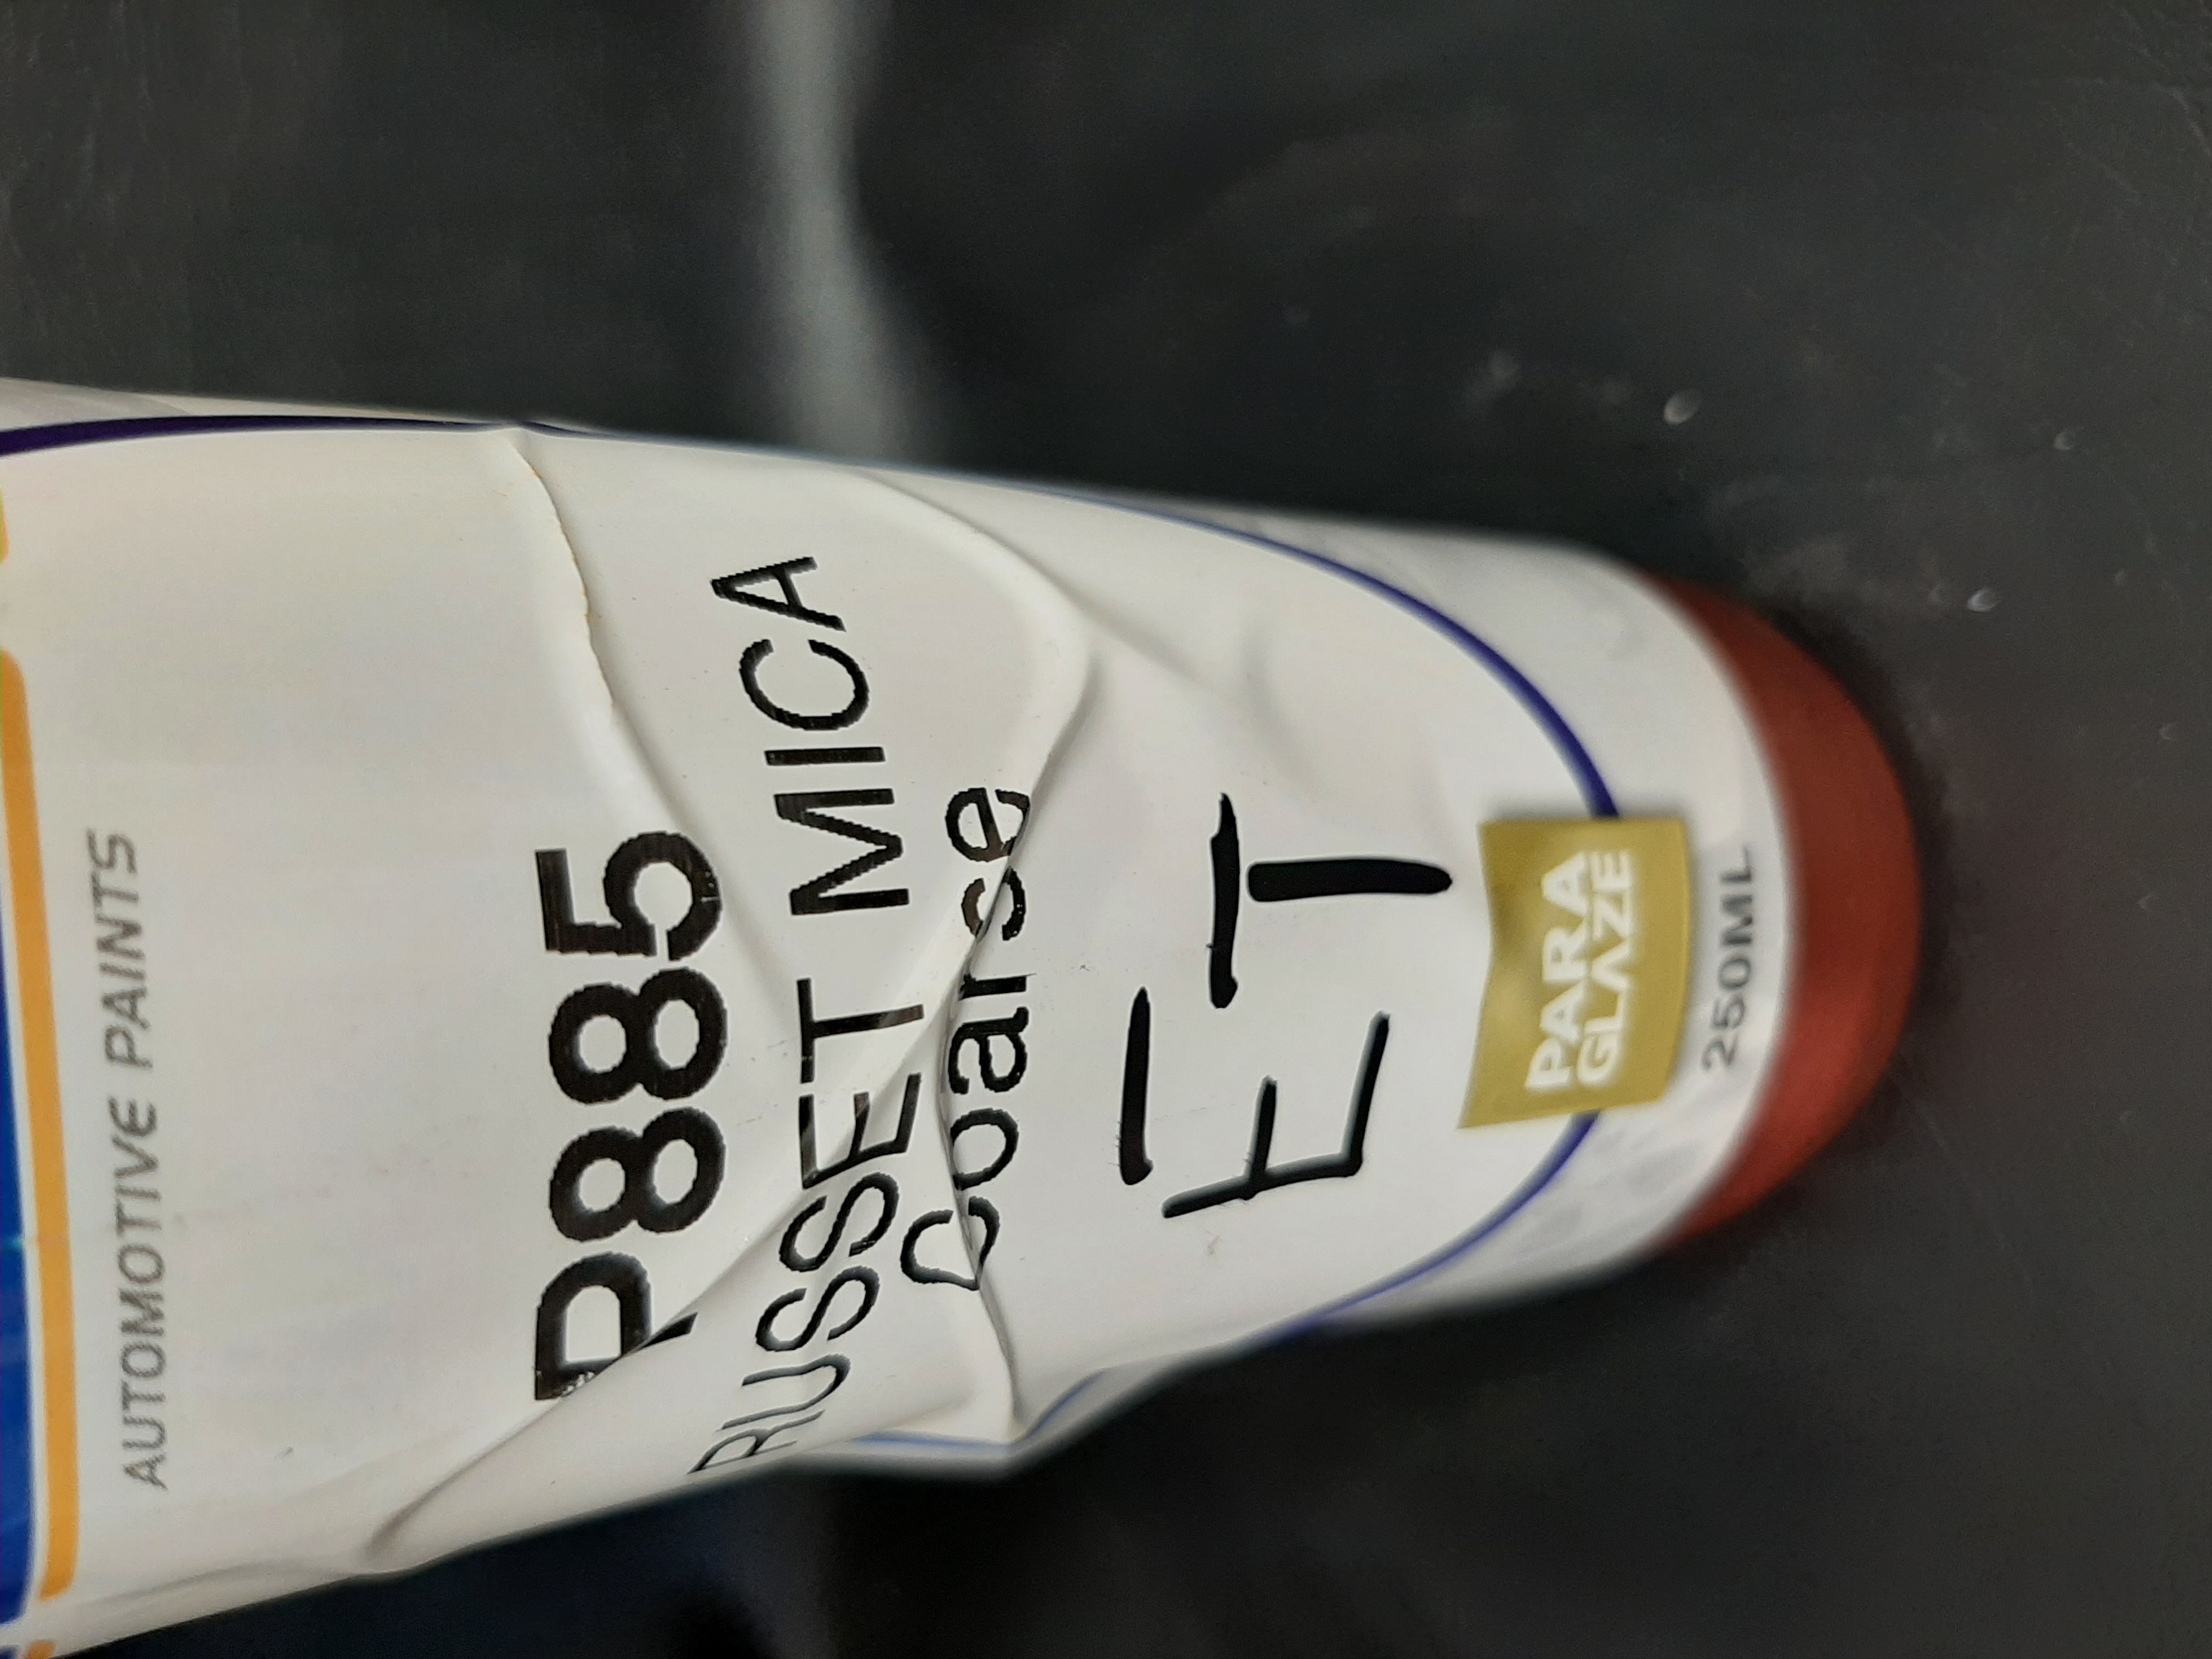 AUTOMOTIVE PAINTS
P885
RUSSET MICA
Coarse
ET
PARA
GLAZE
250ML